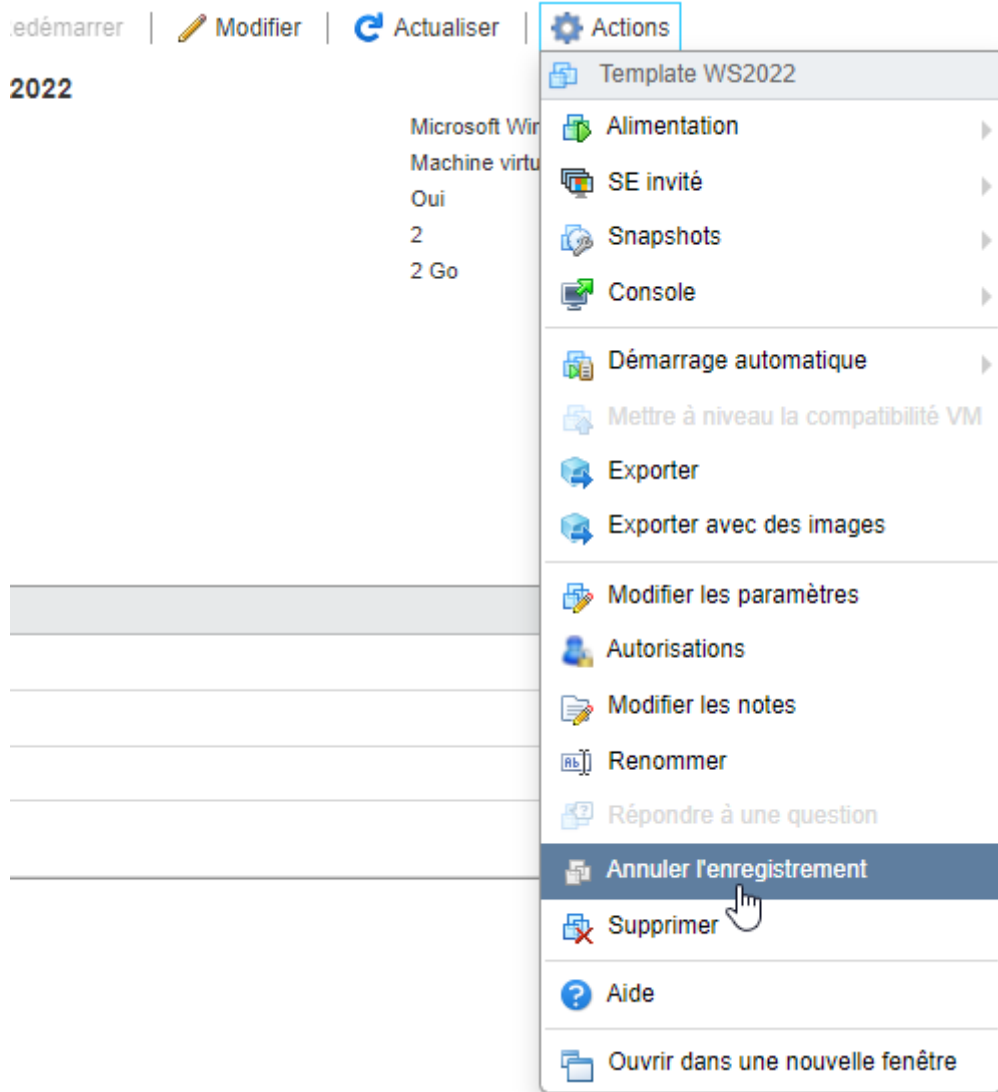 edémarrer Modifier Actualiser Actions
Template WS2022
2022
Microsoft Wir
Machine virtu
Oui
2
2 Go
Alimentation
SE invité
Snapshots
Console
Démarrage automatique
Mettre à niveau la compatibilité VM
Exporter
Exporter avec des images
Modifier les paramètres
Autorisations
Modifier les notes
Renommer
Répondre à une question
Annuler l'enregistrement
Supprimer
Aide
Ouvrir dans une nouvelle fenêtre